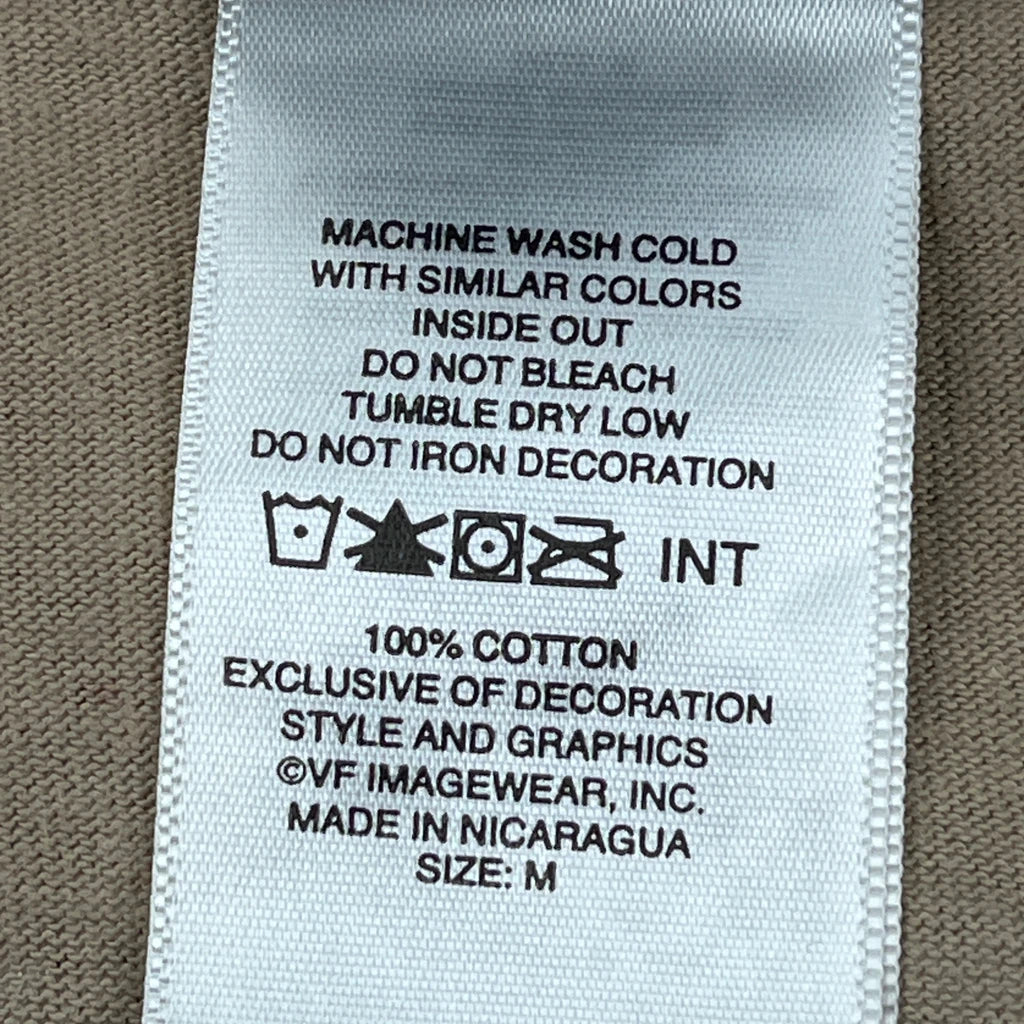 MACHINE WASH COLD
WITH SIMILAR COLORS
INSIDE OUT
DO NOT BLEACH
TUMBLE DRY LOW
DO NOT IRON DECORATION
INT
100% COTTON
EXCLUSIVE OF DECORATION
STYLE AND GRAPHICS
©VF IMAGEWEAR, INC.
MADE IN NICARAGUA
SIZE: M